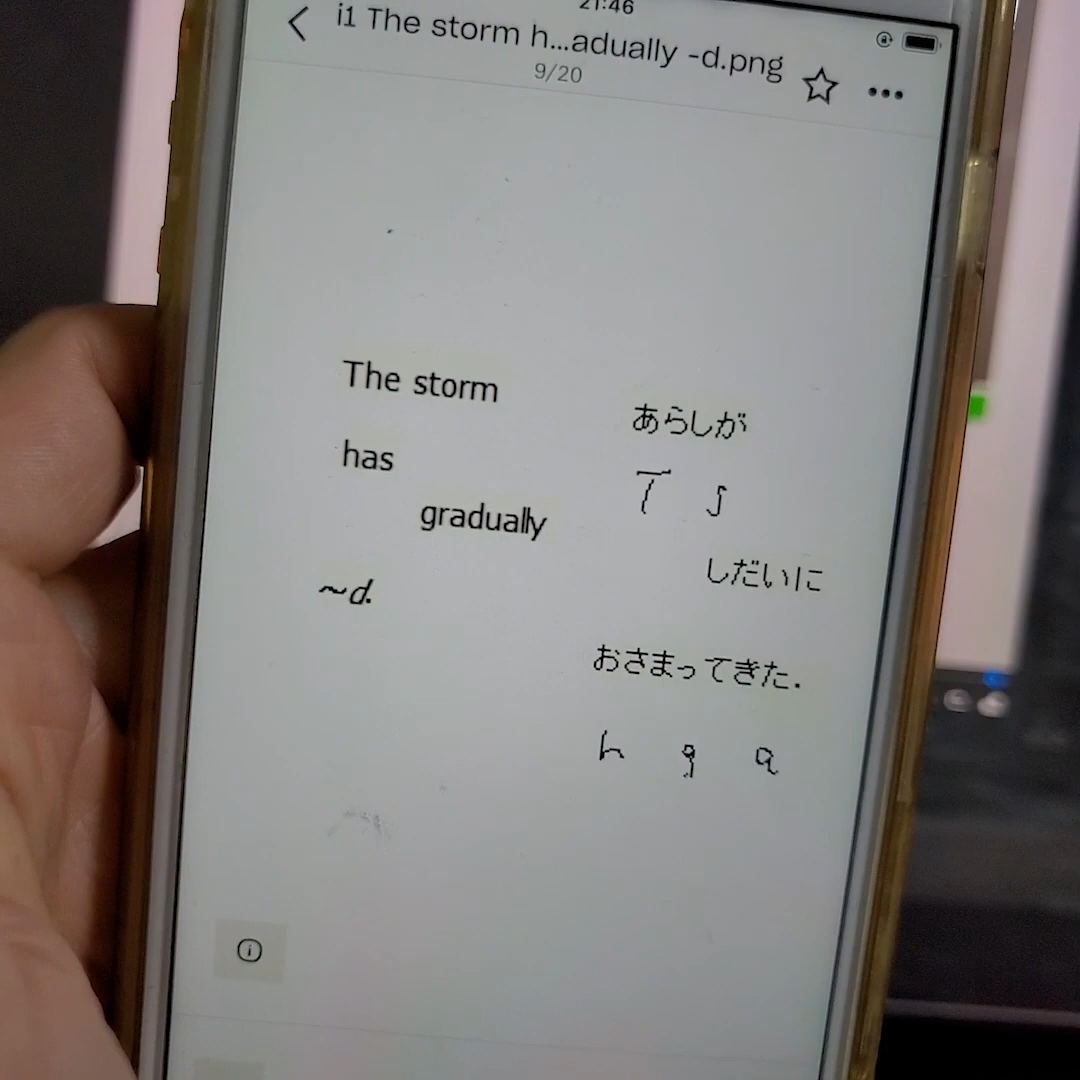 21:46
i1 The storm h...adually -d.png
9/20
The storm
has
gradually
~d.
あらしが
T s
しだいに
おさまってきた.
h g a